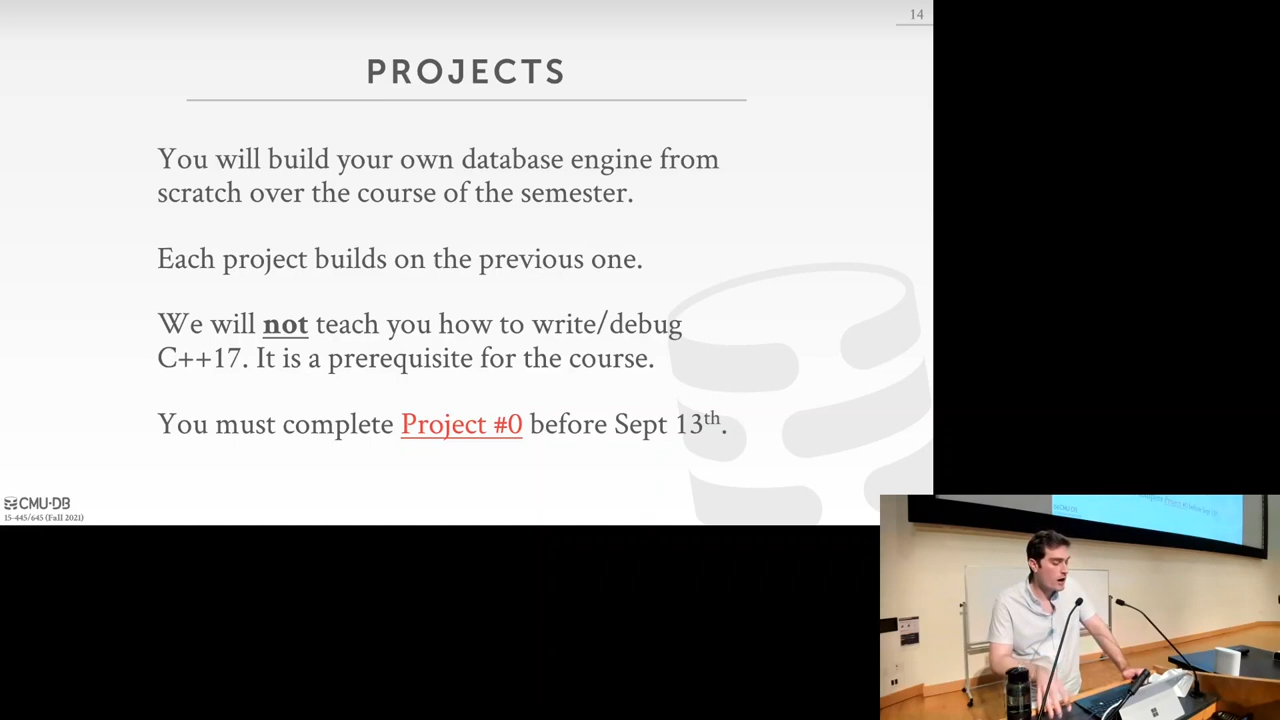 14
PROJECTS
You will build your own database engine from
scratch over the course of the semester.
Each project builds on the previous one.
We will not teach you how to write/debug
C++17. It is a prerequisite for the course.
You must complete Project #0 before Sept 13th.
CMU·DB
15-445/645 (Fall 2021)